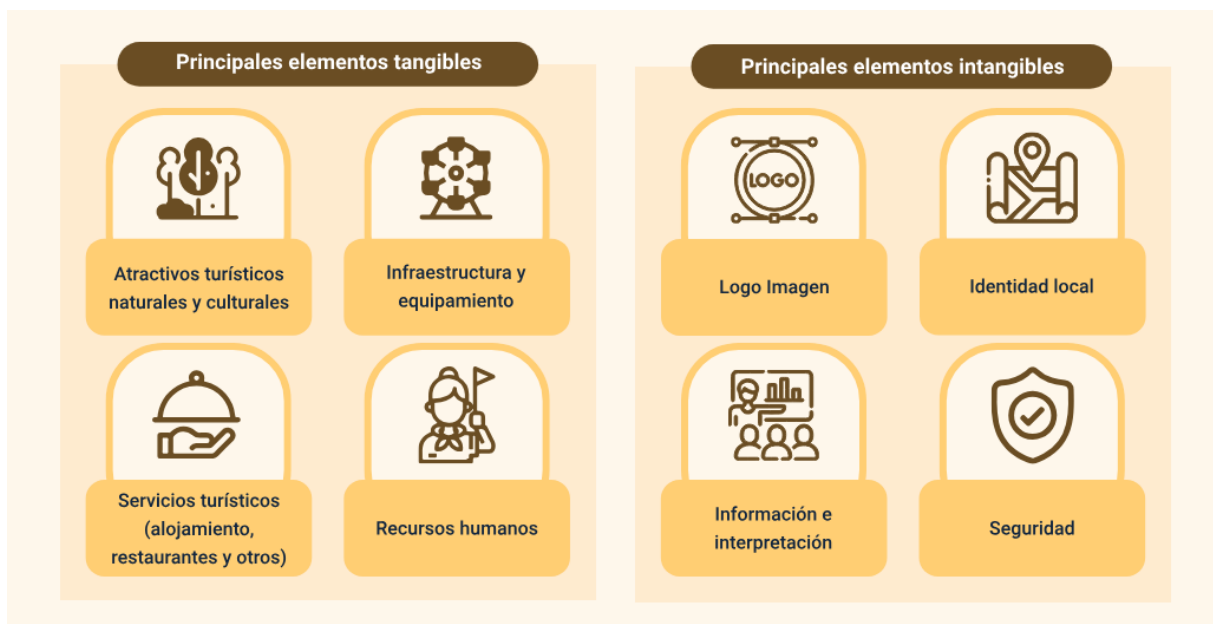 Principales elementos tangibles
Atractivos turísticos
naturales y culturales
Infraestructura y
equipamiento
Servicios turísticos
(alojamiento,
restaurantes y otros)
Recursos humanos
Principales elementos intangibles
LOGO
Logo Imagen
Identidad local
Información e
interpretación
Seguridad